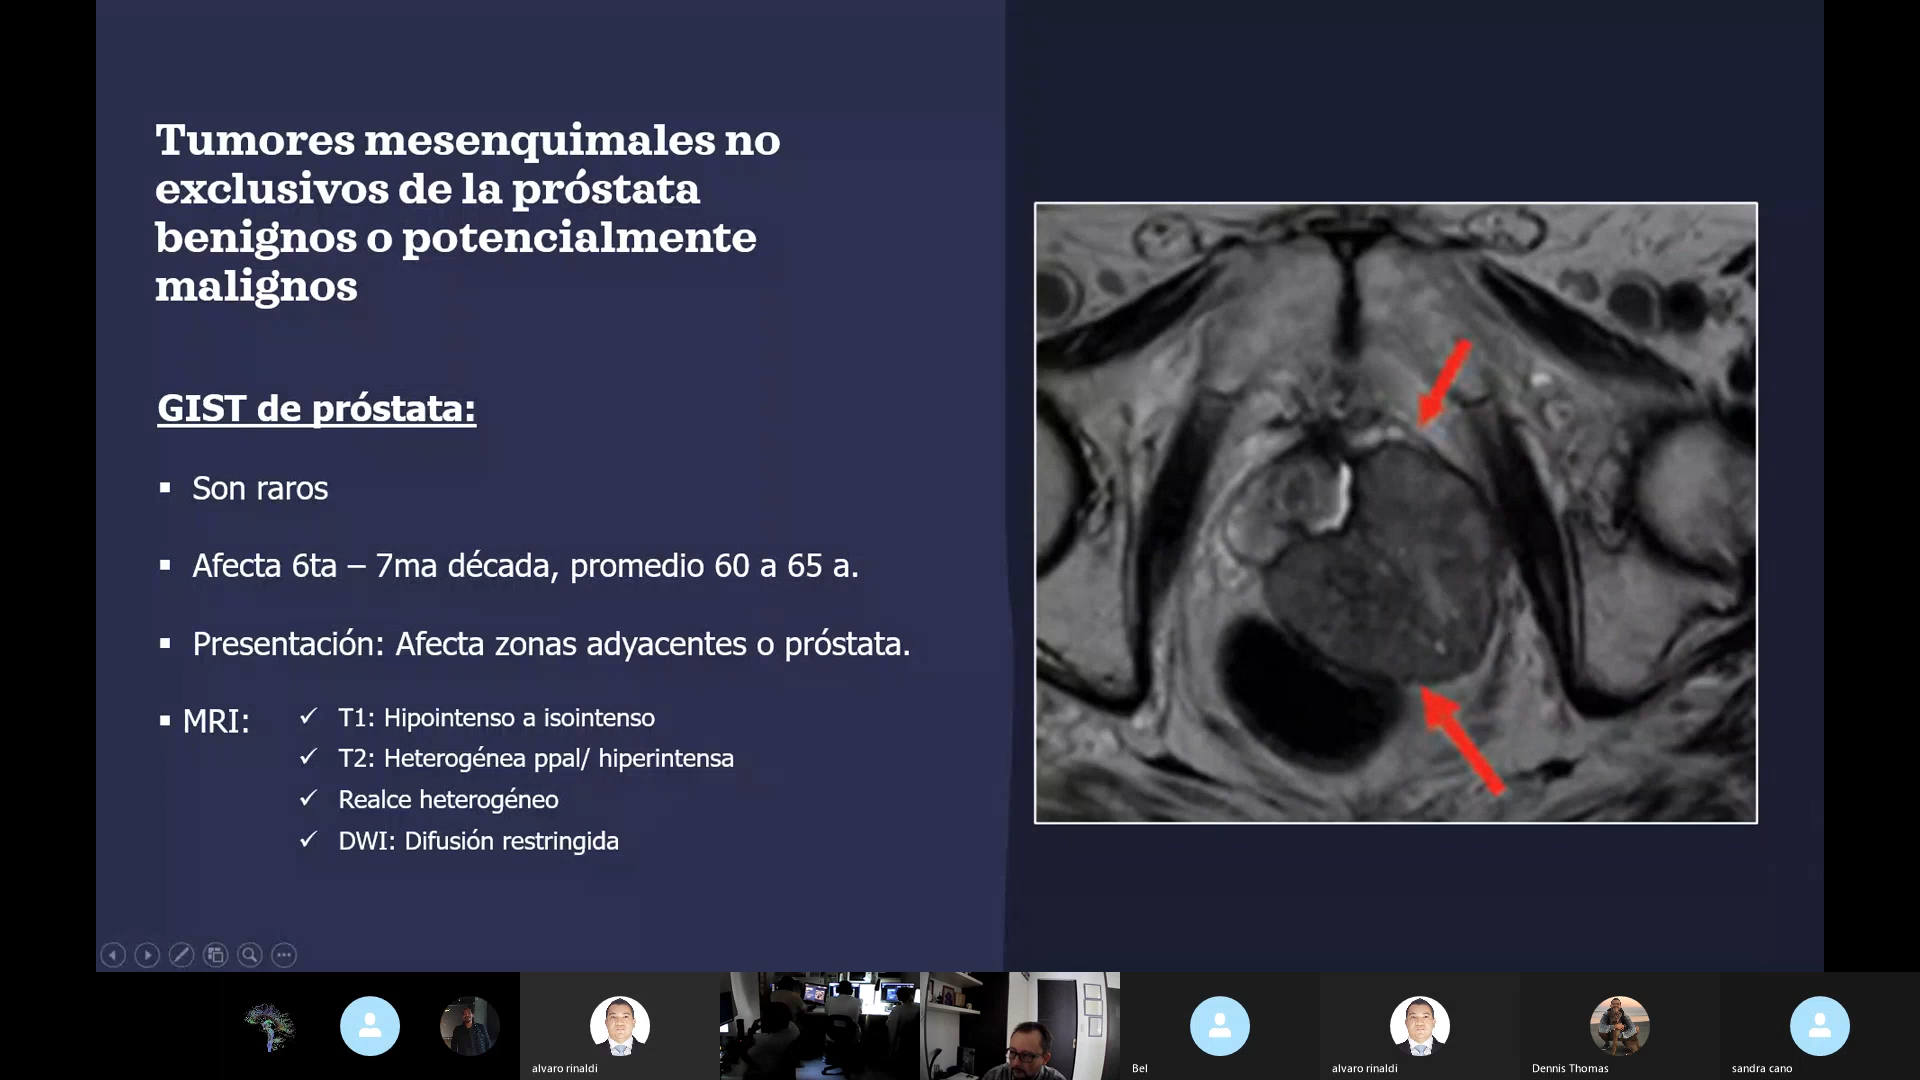 Tumores mesenquimales no
exclusivos de la próstata
benignos o potencialmente
malignos
GIST de próstata:
▪ Son raros
▪ Afecta 6ta – 7ma década, promedio 60 a 65 a.
▪ Presentación: Afecta zonas adyacentes o próstata.
▪ MRI:
✓ T1: Hipointenso a isointenso
✓ T2: Heterogénea ppal/ hiperintensa
✓ Realce heterogéneo
✓ DWI: Difusión restringida
alvaro rinaldi
Bel
alvaro rinaldi
Dennis Thomas
sandra cano